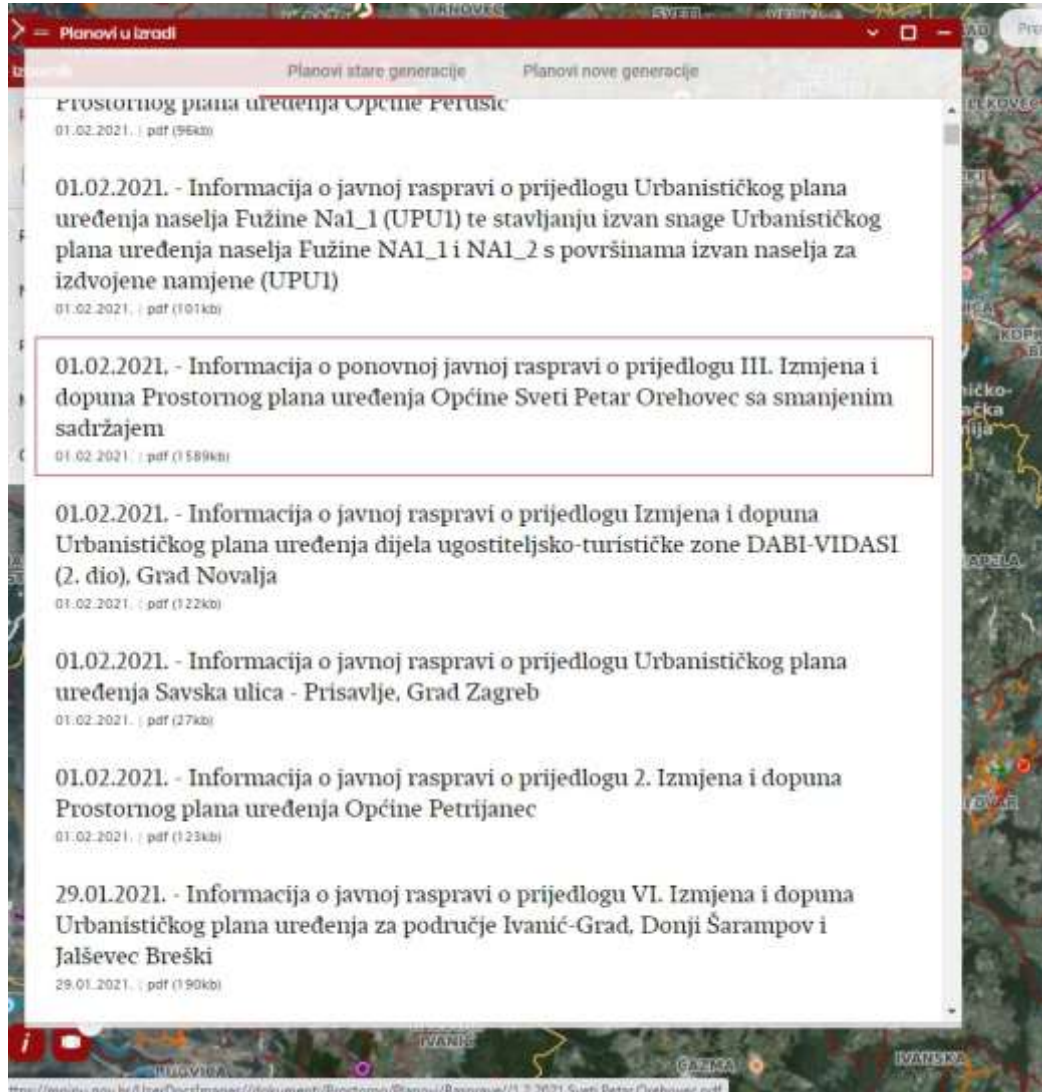 TRNOVEC
SVETI
Planovi u izradi
Planovi stare generacije
Planovi nove generacije
Prostornog plana uređenja Općine Perušić
01.02.2021. | pdf (96kb)
01.02.2021. - Informacija o javnoj raspravi o prijedlogu Urbanističkog plana
uređenja naselja Fužine Na1_1 (UPU1) te stavljanju izvan snage Urbanističkog
plana uređenja naselja Fužine NA1_1 i NA1_2 s površinama izvan naselja za
izdvojene namjene (UPU1)
01.02.2021. | pdf (101kb)
01.02.2021. - Informacija o ponovnoj javnoj raspravi o prijedlogu III. Izmjena i
dopuna Prostornog plana uređenja Općine Sveti Petar Orehovec sa smanjenim
sadržajem
01.02.2021. | pdf (1589kb)
01.02.2021. - Informacija o javnoj raspravi o prijedlogu Izmjena i dopuna
Urbanističkog plana uređenja dijela ugostiteljsko-turističke zone DABI-VIDASI
(2. dio), Grad Novalja
01.02.2021. | pdf (122kb)
01.02.2021. - Informacija o javnoj raspravi o prijedlogu Urbanističkog plana
uređenja Savska ulica - Prisavlje, Grad Zagreb
01.02.2021. | pdf (27kb)
01.02.2021. - Informacija o javnoj raspravi o prijedlogu 2. Izmjena i dopuna
Prostornog plana uređenja Općine Petrijanec
01.02.2021. | pdf (123kb)
29.01.2021. - Informacija o javnoj raspravi o prijedlogu VI. Izmjena i dopuna
Urbanističkog plana uređenja za područje Ivanić-Grad, Donji Šarampov i
Jalševec Breški
29.01.2021. | pdf (190kb)
KAPELA
IVANIĆ
RUGVICA
ČAZMA
IVANSKA